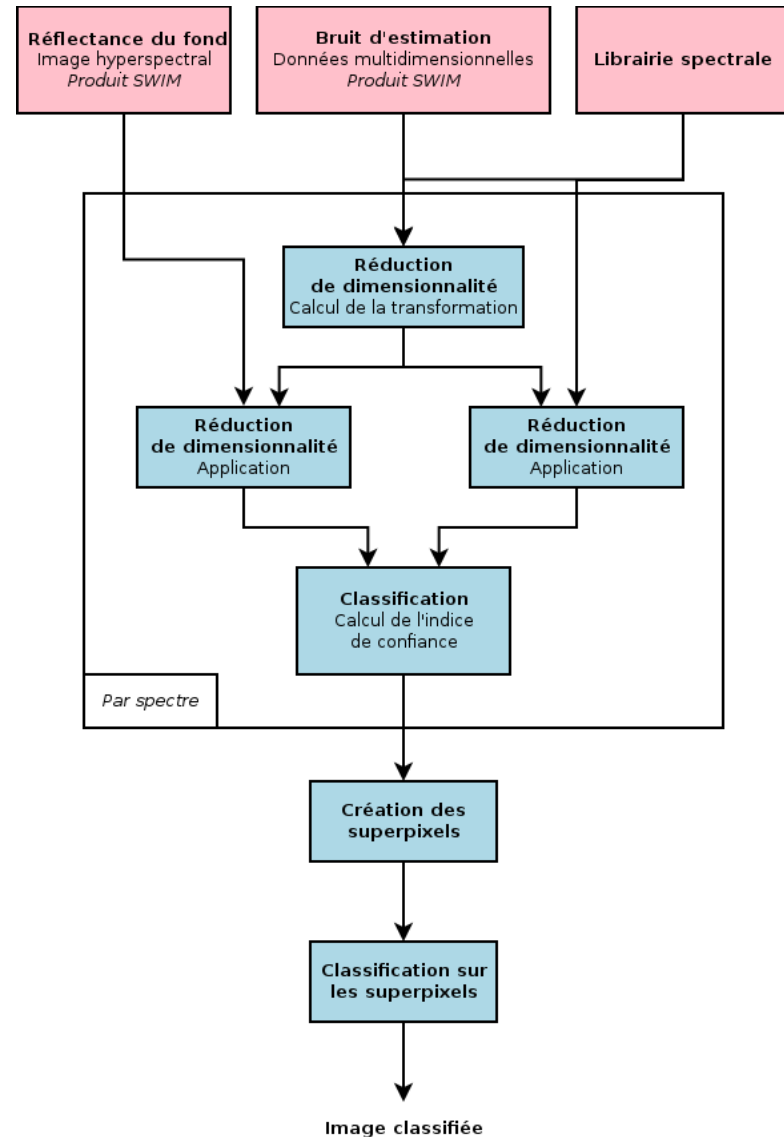 Réflectance du fond
Image hyperspectral
Produit SWIM
Bruit d'estimation
Données multidimensionnelles
Produit SWIM
Librairie spectrale
Réduction
de dimensionnalité
Calcul de la transformation
Réduction
de dimensionnalité
Application
Réduction
de dimensionnalité
Application
Classification
Calcul de l'indice
de confiance
Par spectre
Création des
superpixels
Classification sur
les superpixels
Image classifiée